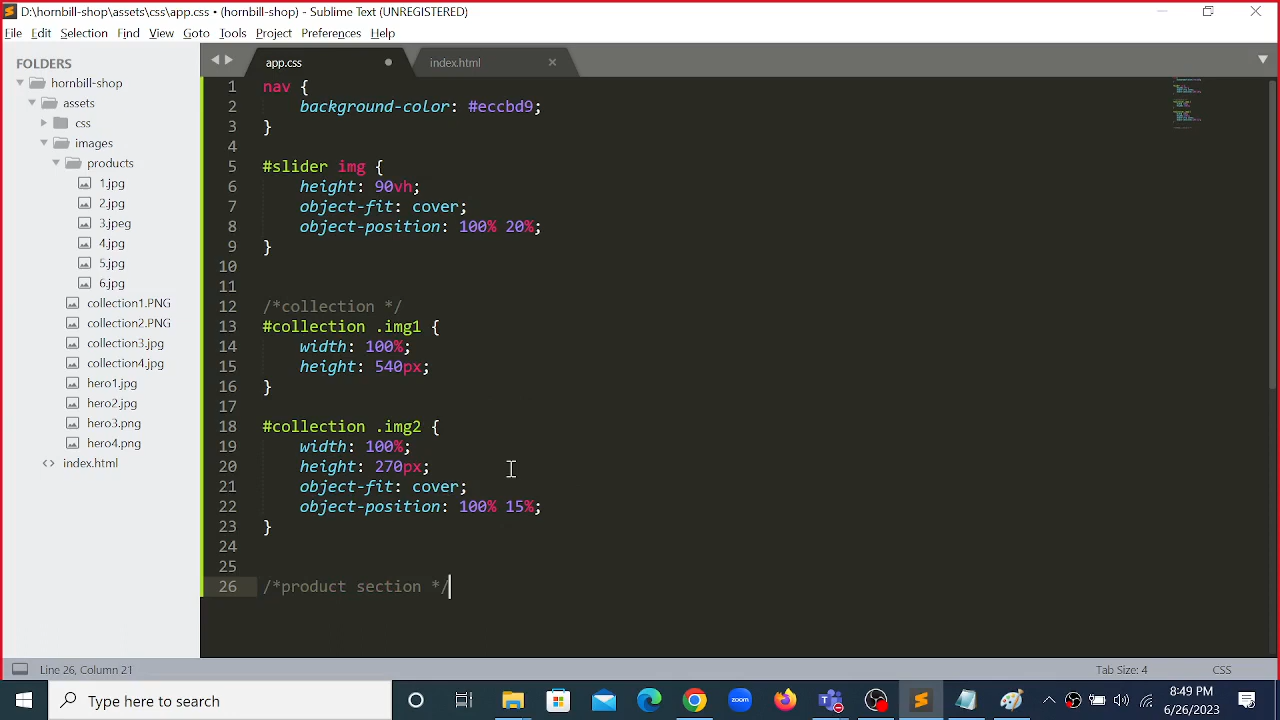 D:\hornbill-shop\assets\css\app.css • (hornbill-shop) - Sublime Text (UNREGISTERED)
File Edit Selection Find View Goto Tools Project Preferences Help
FOLDERS
hornbill-shop
assets
css
images
products
1.jpg
2.jpg
3.jpeg
4.jpg
5.jpg
6.jpg
collection1.PNG
collection2.PNG
collection3.jpg
collection4.jpg
hero1.jpg
hero2.jpg
hero3.png
hero4.png
index.html
app.css index.html
1 nav {
2 background-color: #eccbd9;
3 }
4
5 #slider img {
6 height: 90vh;
7 object-fit: cover;
8 object-position: 100% 20%;
9 }
10
11
12 /*collection */
13 #collection .img1 {
14 width: 100%;
15 height: 540px;
16 }
17
18 #collection .img2 {
19 width: 100%;
20 height: 270px;
21 object-fit: cover;
22 object-position: 100% 15%;
23 }
24
25
26 /*product section */
Line 26, Column 21 Tab Size: 4 CSS
Type here to search
zoom
8:49 PM
6/26/2023